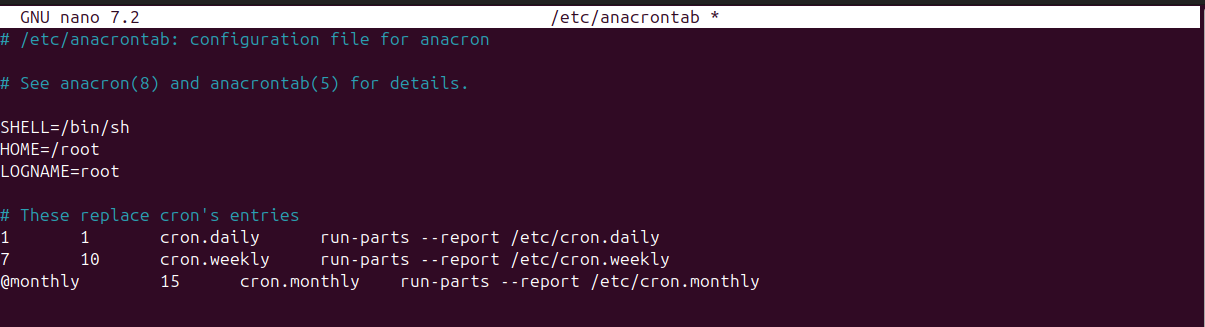 GNU nano 7.2 /etc/anacrontab *
# /etc/anacrontab: configuration file for anacron
# See anacron(8) and anacrontab(5) for details.
SHELL=/bin/sh
HOME=/root
LOGNAME=root
# These replace cron's entries
1 1 cron.daily run-parts --report /etc/cron.daily
7 10 cron.weekly run-parts --report /etc/cron.weekly
@monthly 15 cron.monthly run-parts --report /etc/cron.monthly